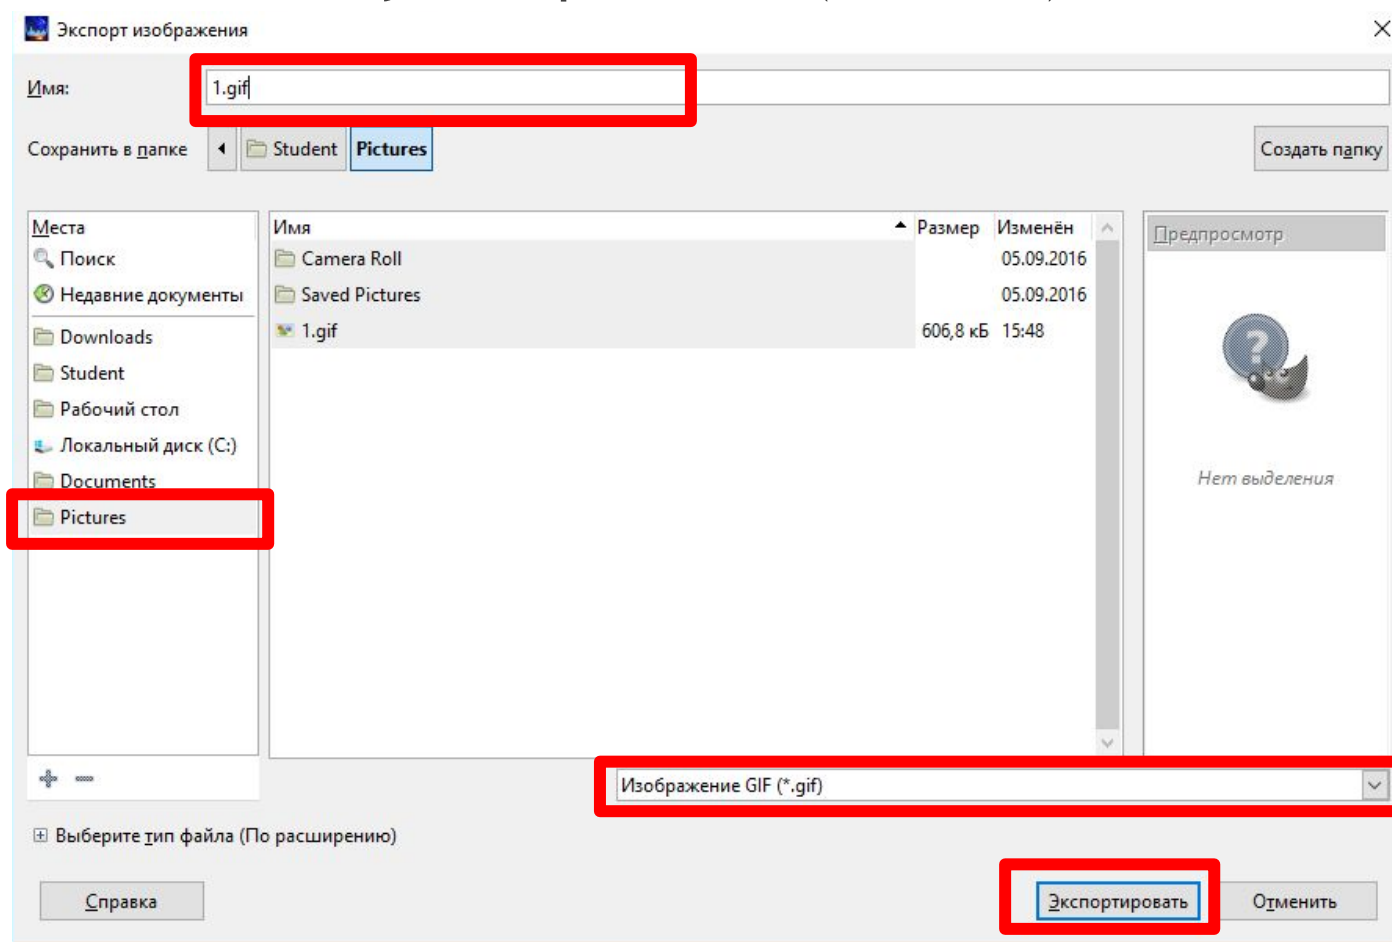 Экспорт изображения
Имя: 1.gif
Сохранить в папке Student Pictures Создать папку
Места Имя Размер Изменён Предпросмотр
Поиск Camera Roll 05.09.2016
Недавние документы Saved Pictures 05.09.2016
Downloads 1.gif 606,8 кБ 15:48
Student
Рабочий стол
Локальный диск (C:)
Documents Нет выделения
Pictures
Изображение GIF (*.gif)
Выберите тип файла (По расширению)
Справка Экспортировать Отменить